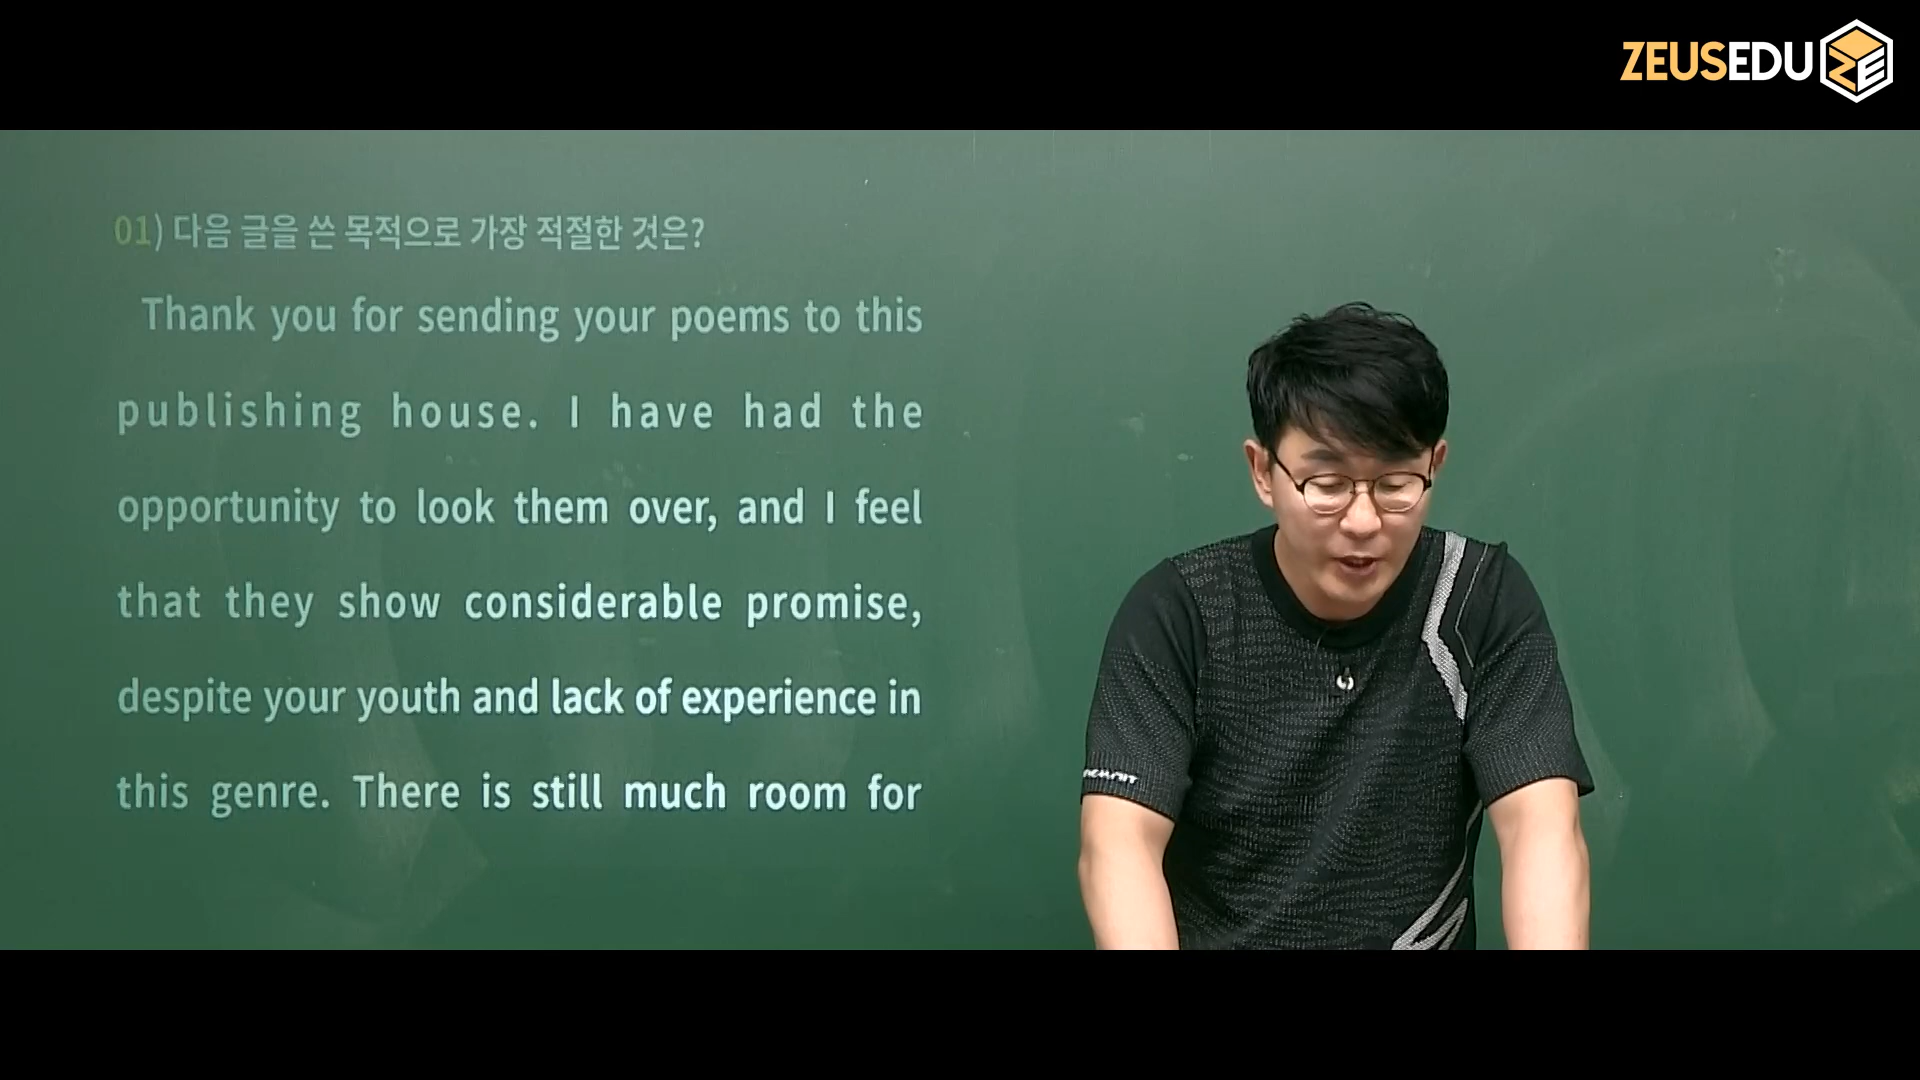 ZEUSEDU
01) 다음 글을 쓴 목적으로 가장 적절한 것은?
Thank you for sending your poems to this
publishing house. I have had the
opportunity to look them over, and I feel
that they show considerable promise,
despite your youth and lack of experience in
this genre. There is still much room for